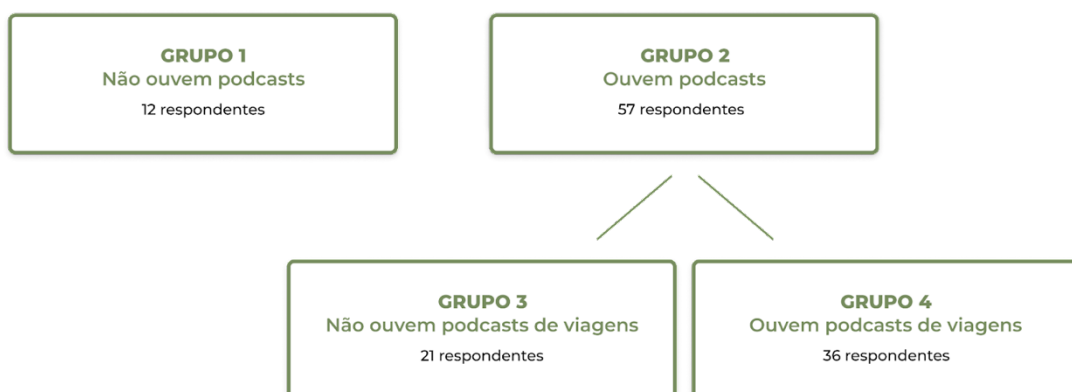 GRUPO 1
Não ouvem podcasts
12 respondentes
GRUPO 2
Ouvem podcasts
57 respondentes
GRUPO 3
Não ouvem podcasts de viagens
21 respondentes
GRUPO 4
Ouvem podcasts de viagens
36 respondentes